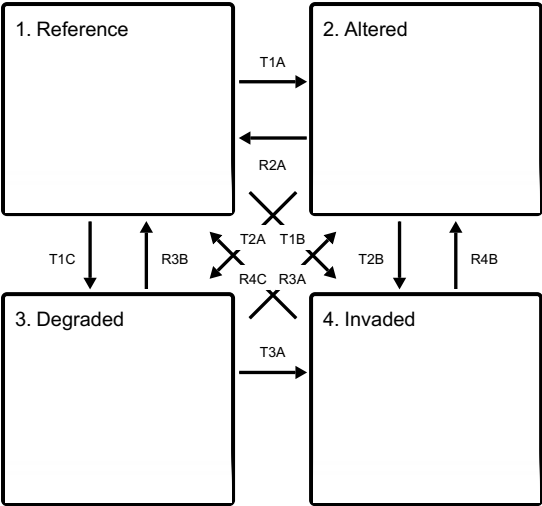 1. Reference
2. Altered
T1A
R2A
T1C
R3B
T2A
T1B
T2B
R4B
R4C
R3A
3. Degraded
4. Invaded
T3A